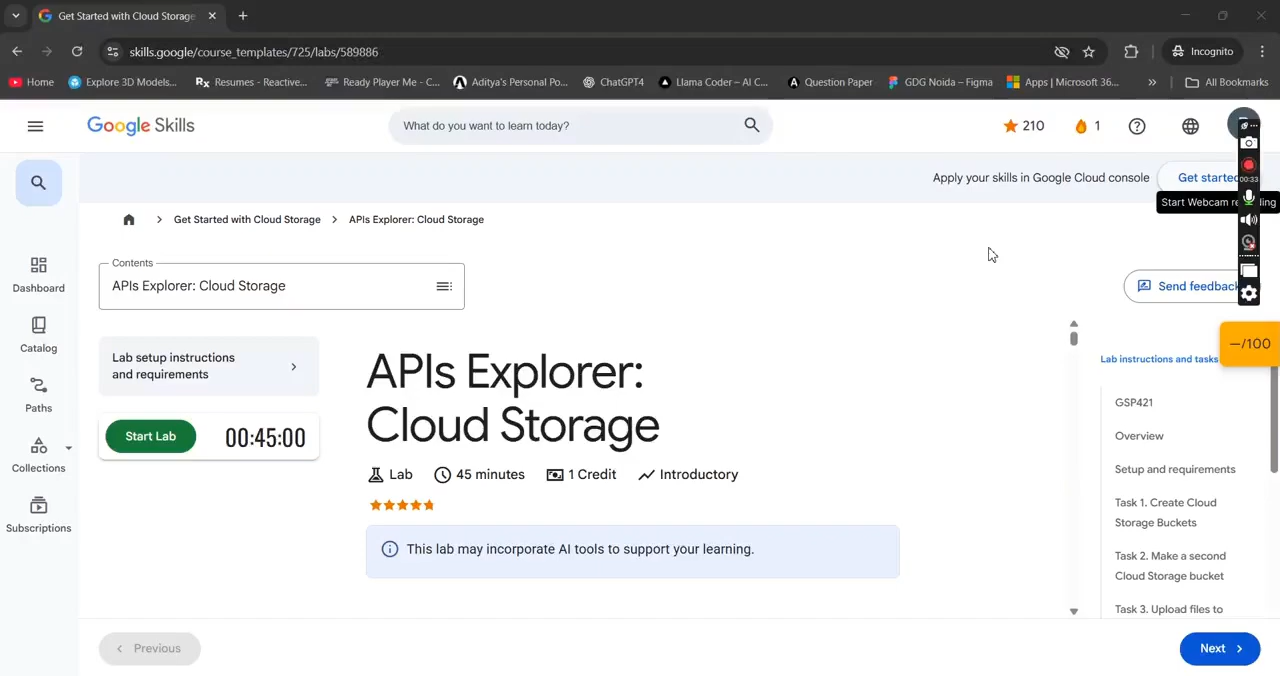 Get Started with Cloud Storage
skills.google/course_templates/725/labs/589886
Incognito
Home
Explore 3D Models...
Rx Resumes - Reactive...
Ready Player Me - C...
Aditya's Personal Po...
ChatGPT4
Llama Coder – AI C...
Question Paper
GDG Noida – Figma
Apps | Microsoft 36...
All Bookmarks
Google Skills
What do you want to learn today?
210
1
Apply your skills in Google Cloud console
Get started
00:33
Start Webcam re
ing
Get Started with Cloud Storage
APIs Explorer: Cloud Storage
Contents
APIs Explorer: Cloud Storage
Send feedback
Dashboard
Catalog
Paths
Collections
Subscriptions
Lab setup instructions
and requirements
Start Lab
00:45:00
APIs Explorer:
Cloud Storage
Lab
45 minutes
1 Credit
Introductory
This lab may incorporate AI tools to support your learning.
—/100
Lab instructions and tasks
GSP421
Overview
Setup and requirements
Task 1. Create Cloud
Storage Buckets
Task 2. Make a second
Cloud Storage bucket
Task 3. Upload files to
Previous
Next